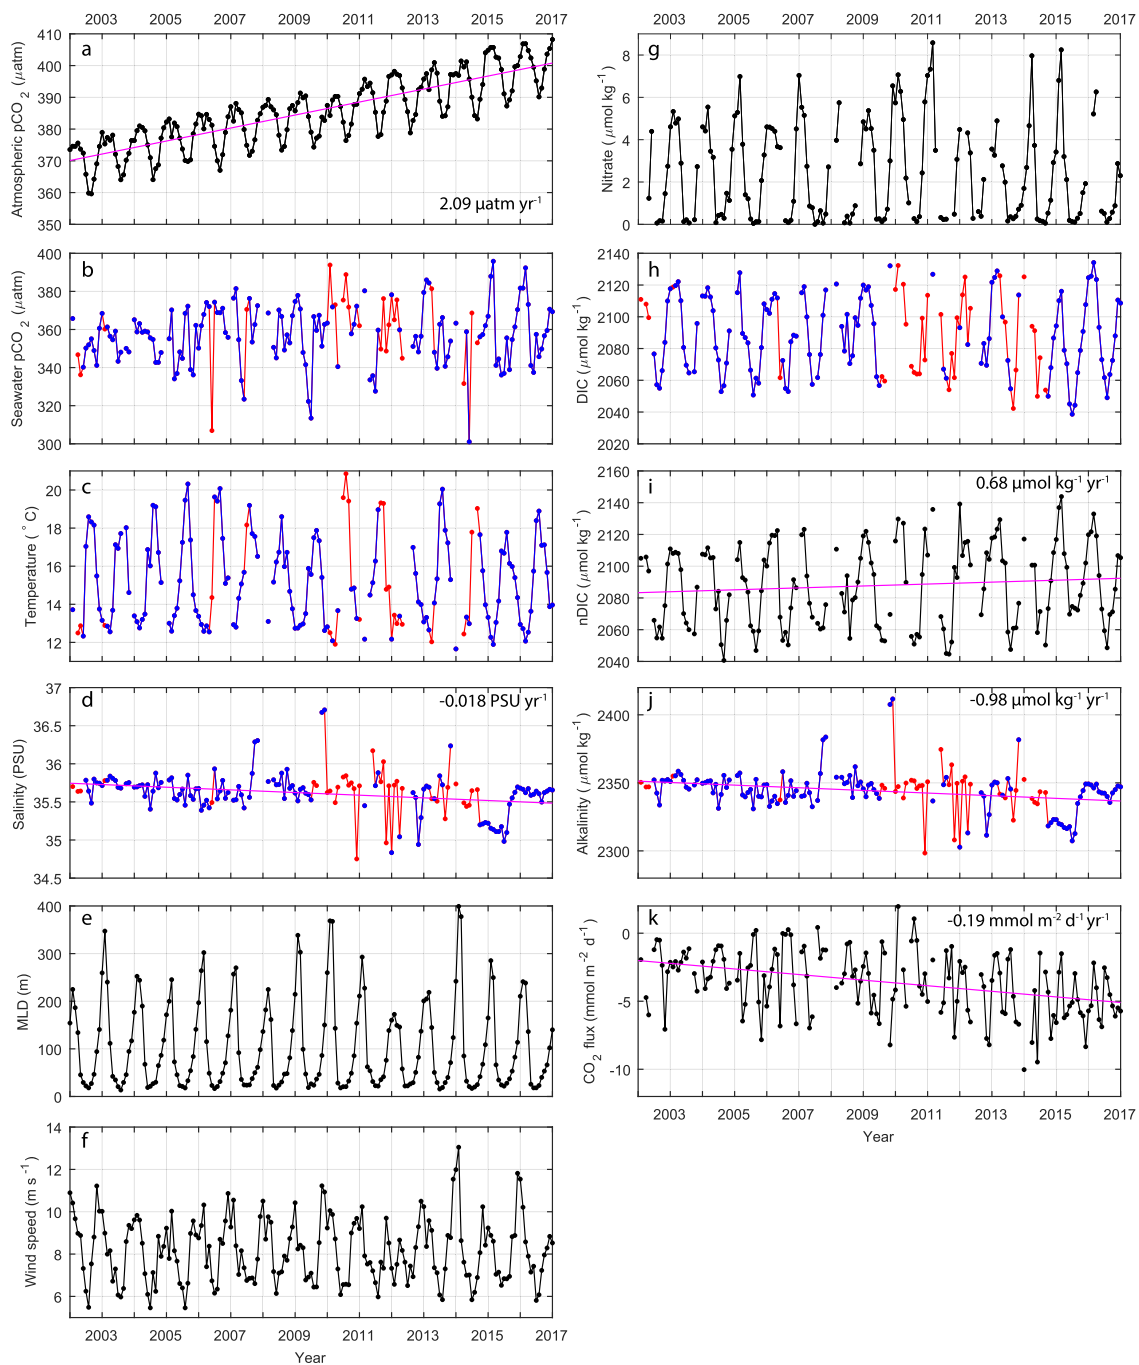 2003 2005 2007 2009 2011 2013 2015 2017
410
400
390
380
370
360
350
Atmospheric pCO2 (μatm)
a
2.09 μatm yr-1
400
380
360
340
320
300
Seawater pCO2 (μatm)
b
20
18
16
14
12
Temperature (°C)
c
37
36.5
36
35.5
35
34.5
Salinity (PSU)
d
-0.018 PSU yr-1
400
300
200
100
0
MLD (m)
e
14
12
10
8
6
Wind speed (m s-1)
f
2003 2005 2007 2009 2011 2013 2015 2017
Year
2003 2005 2007 2009 2011 2013 2015 2017
8
6
4
2
0
Nitrate (μmol kg-1)
g
2140
2120
2100
2080
2060
2040
2020
DIC (μmol kg-1)
h
2160
2140
2120
2100
2080
2060
2040
nDIC (μmol kg-1)
i
0.68 μmol kg-1 yr-1
2400
2350
2300
Alkalinity (μmol kg-1)
j
-0.98 μmol kg-1 yr-1
0
-5
-10
CO2 flux (mmol m-2 d-1)
k
-0.19 mmol m-2 d-1yr-1
2003 2005 2007 2009 2011 2013 2015 2017
Year